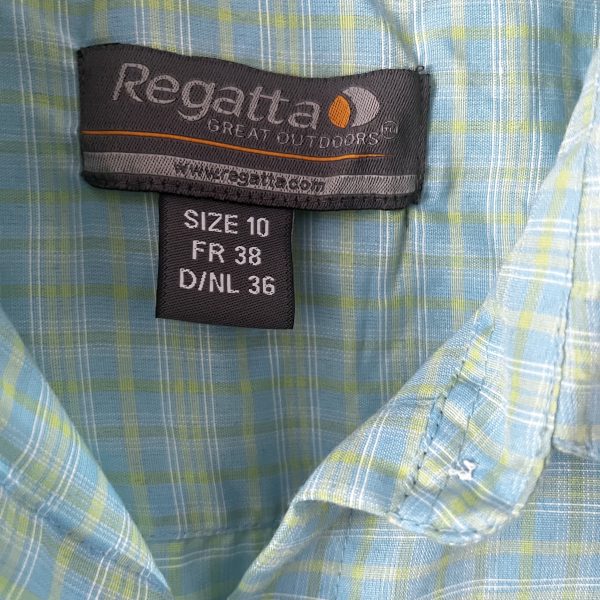 Regatta
GREAT OUTDOORS
www.regatta.com
SIZE 10
FR 38
D/NL 36